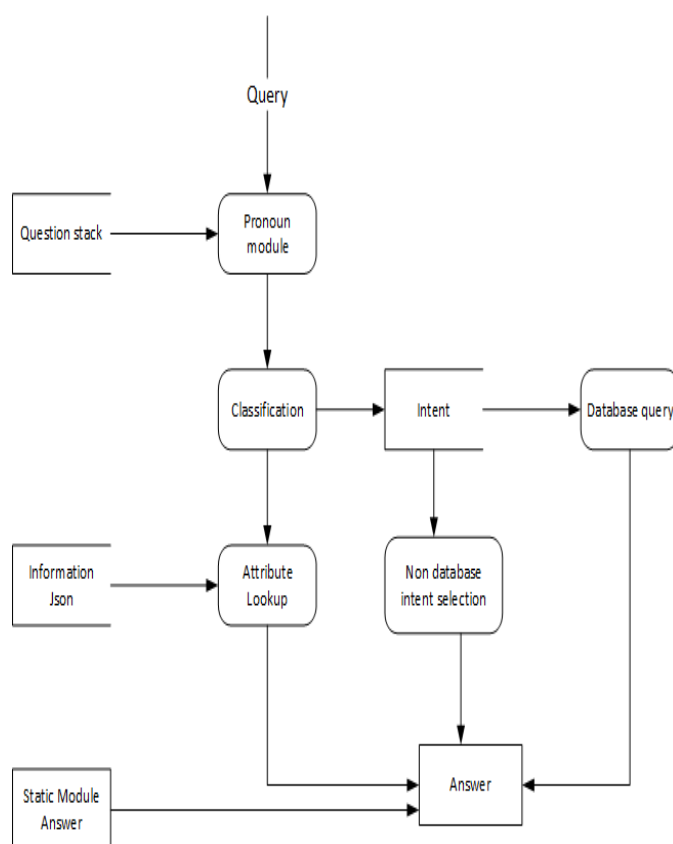 Query
Question stack
Pronoun
module
Classification
Intent
Database query
Information
Json
Attribute
Lookup
Non database
intent selection
Static Module
Answer
Answer